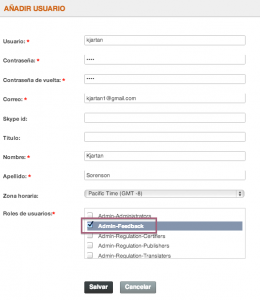 AÑADIR USUARIO
Usuario:* kjartan
Contraseña:* ••••
Contraseña de vuelta:* ••••
Correo:* kjartan1@gmail.com
Skype id:
Título:
Nombre:* Kjartan
Apellido:* Sorenson
Zona horaria: Pacific Time (GMT -8)
Roles de usuarios:* Admin-Administrators
Admin-Feedback
Admin-Regulation-Certifiers
Admin-Regulation-Publishers
Admin-Regulation-Translaters
Salvar Cancelar